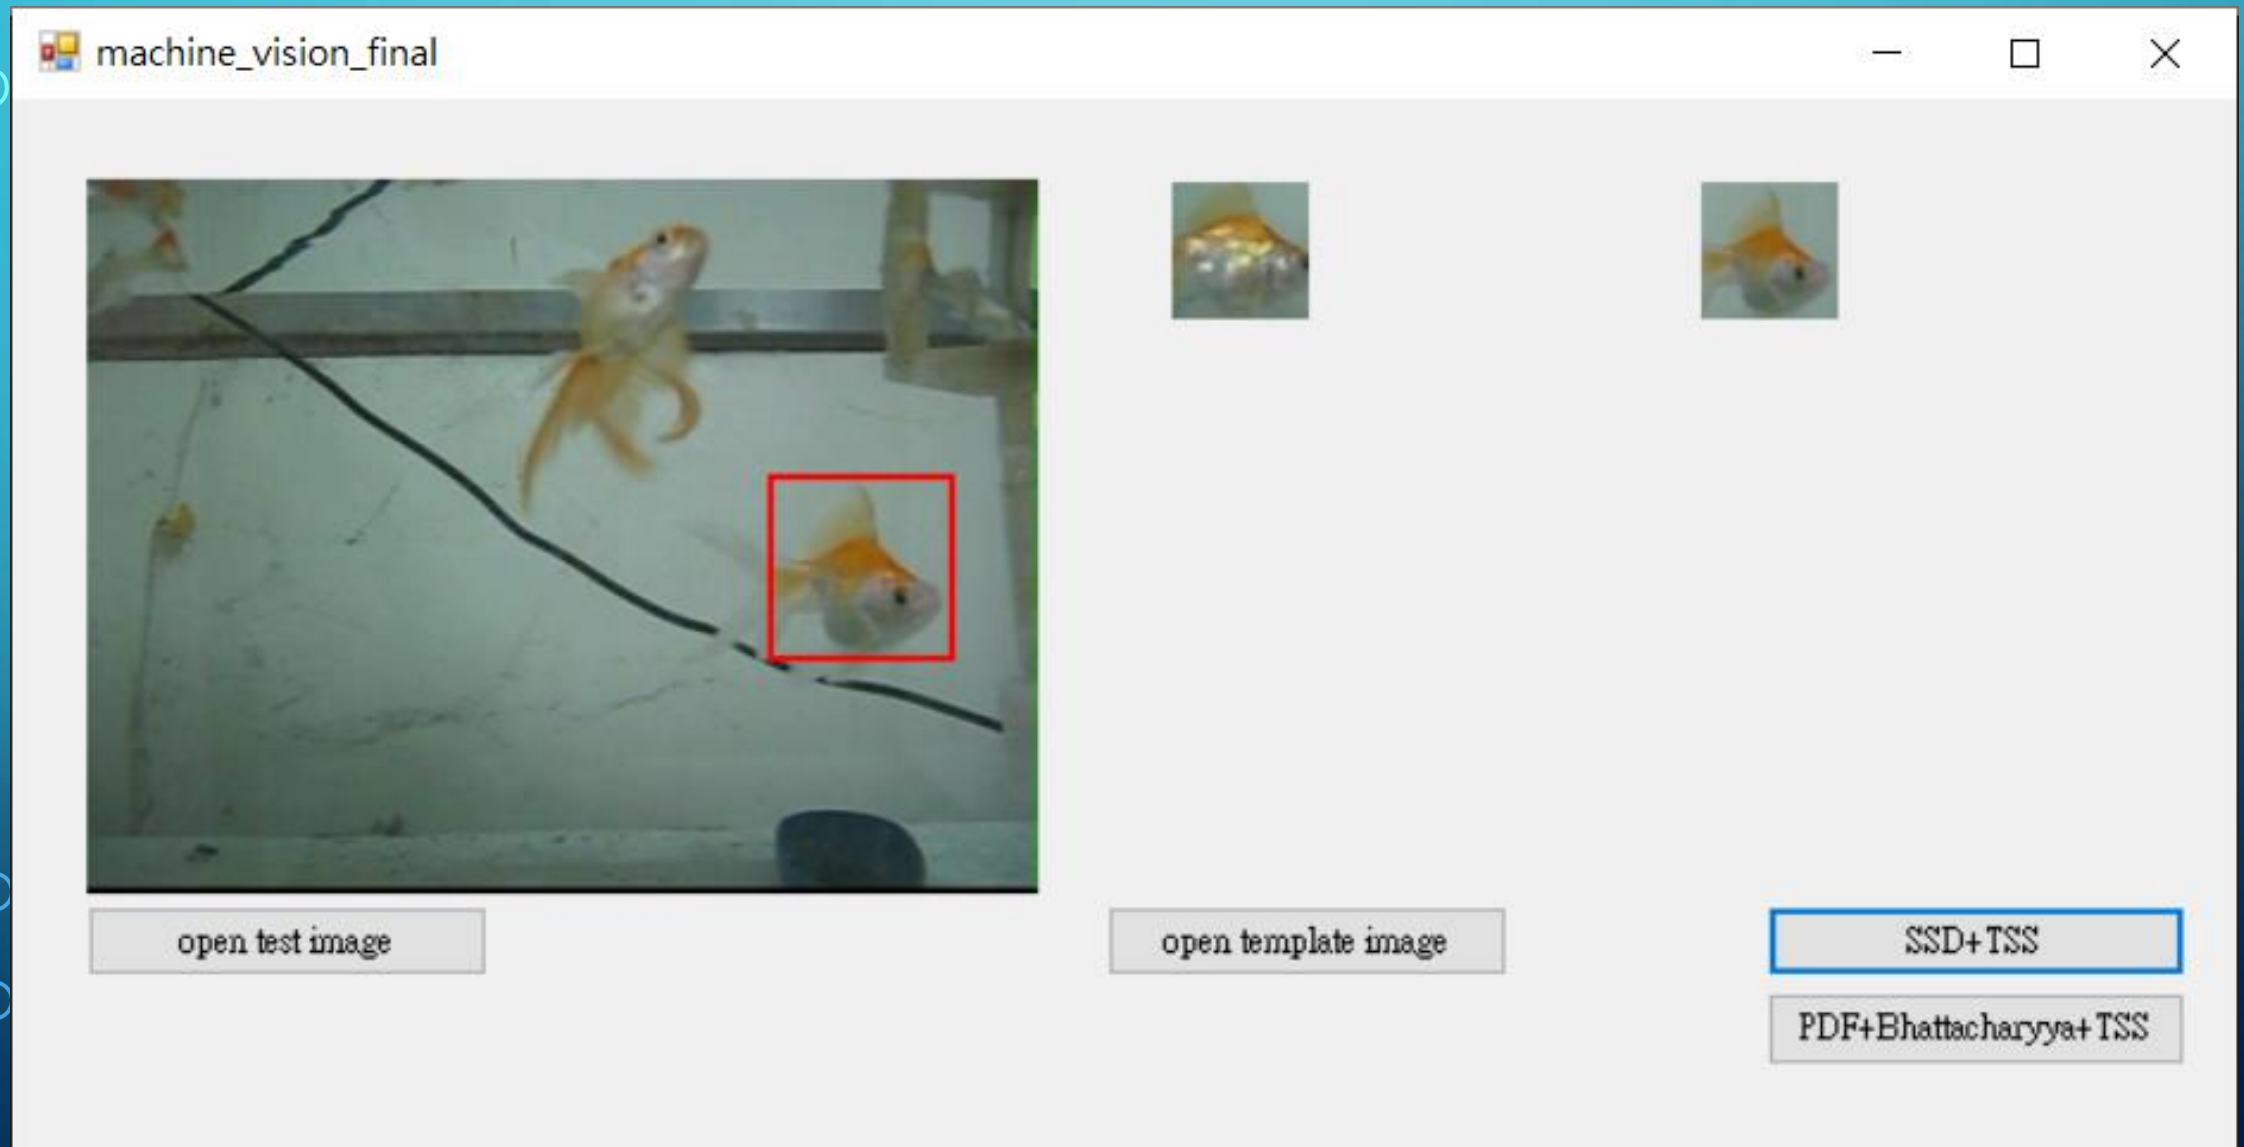 machine_vision_final
open test image
open template image
SSD+TSS
PDF+Bhattacharyya+TSS